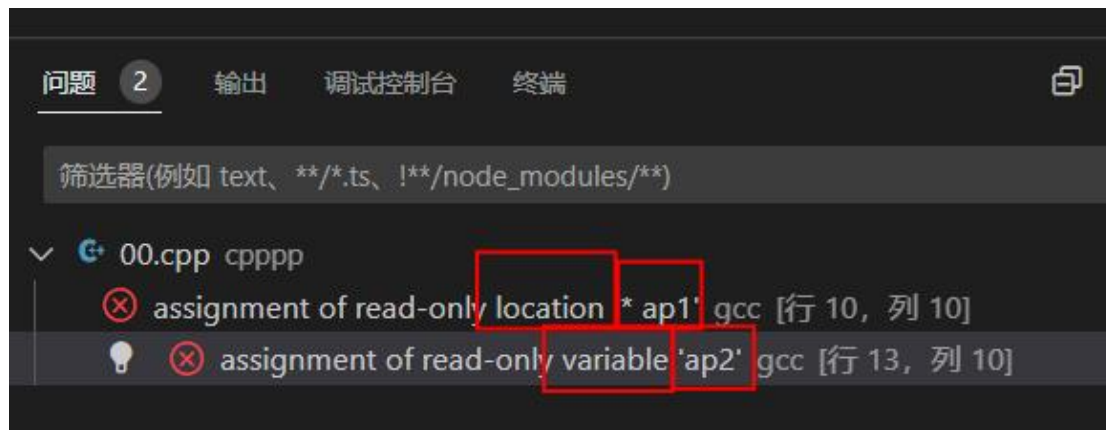 问题 2 输出 调试控制台 终端
筛选器(例如 text、**/*.ts、!**/node_modules/**)
00.cpp cpppp
assignment of read-only location '* ap1' gcc [行 10，列 10]
assignment of read-only variable 'ap2' gcc [行 13，列 10]